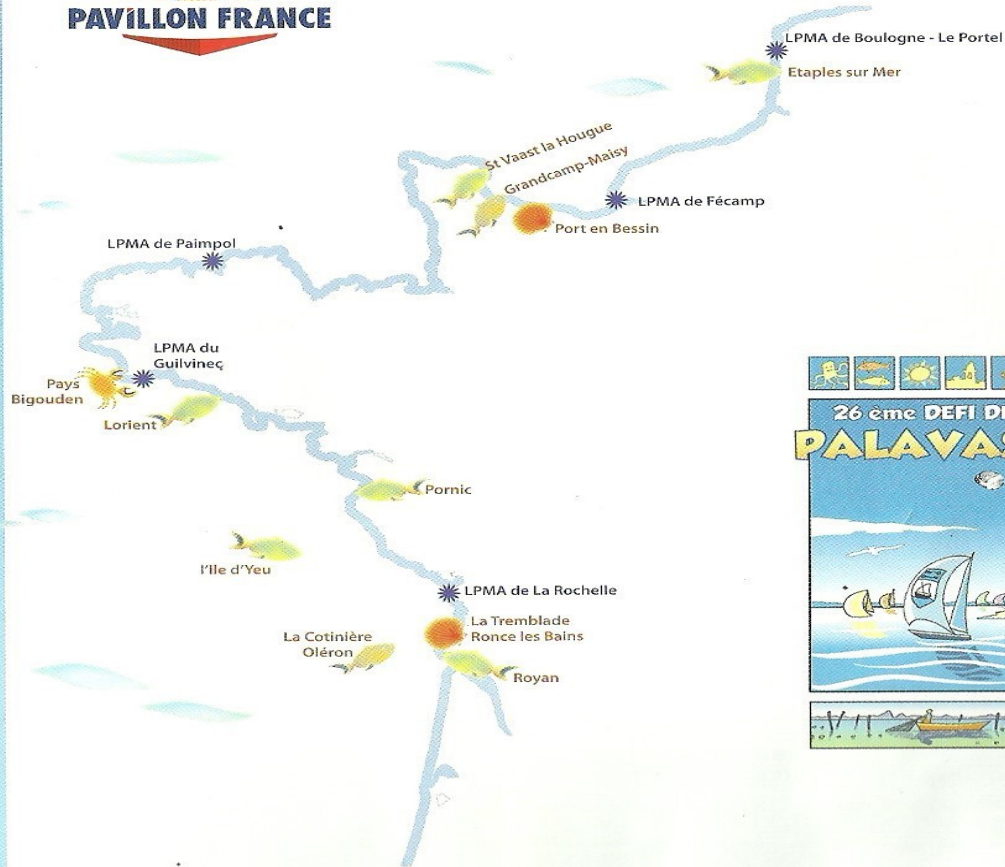 PAVILLON FRANCE
LPMA de Boulogne - Le Portel
Etaples sur Mer
St Vaast la Hougue
Grandcamp-Maisy
LPMA de Fécamp
Port en Bessin
LPMA de Paimpol
LPMA du
Guilvinec
Pays
Bigouden
Lorient
26 ème DEFI
PALAVAS
Pornic
l'Ile d'Yeu
LPMA de La Rochelle
La Tremblade
Ronce les Bains
La Cotinière
Oléron
Royan